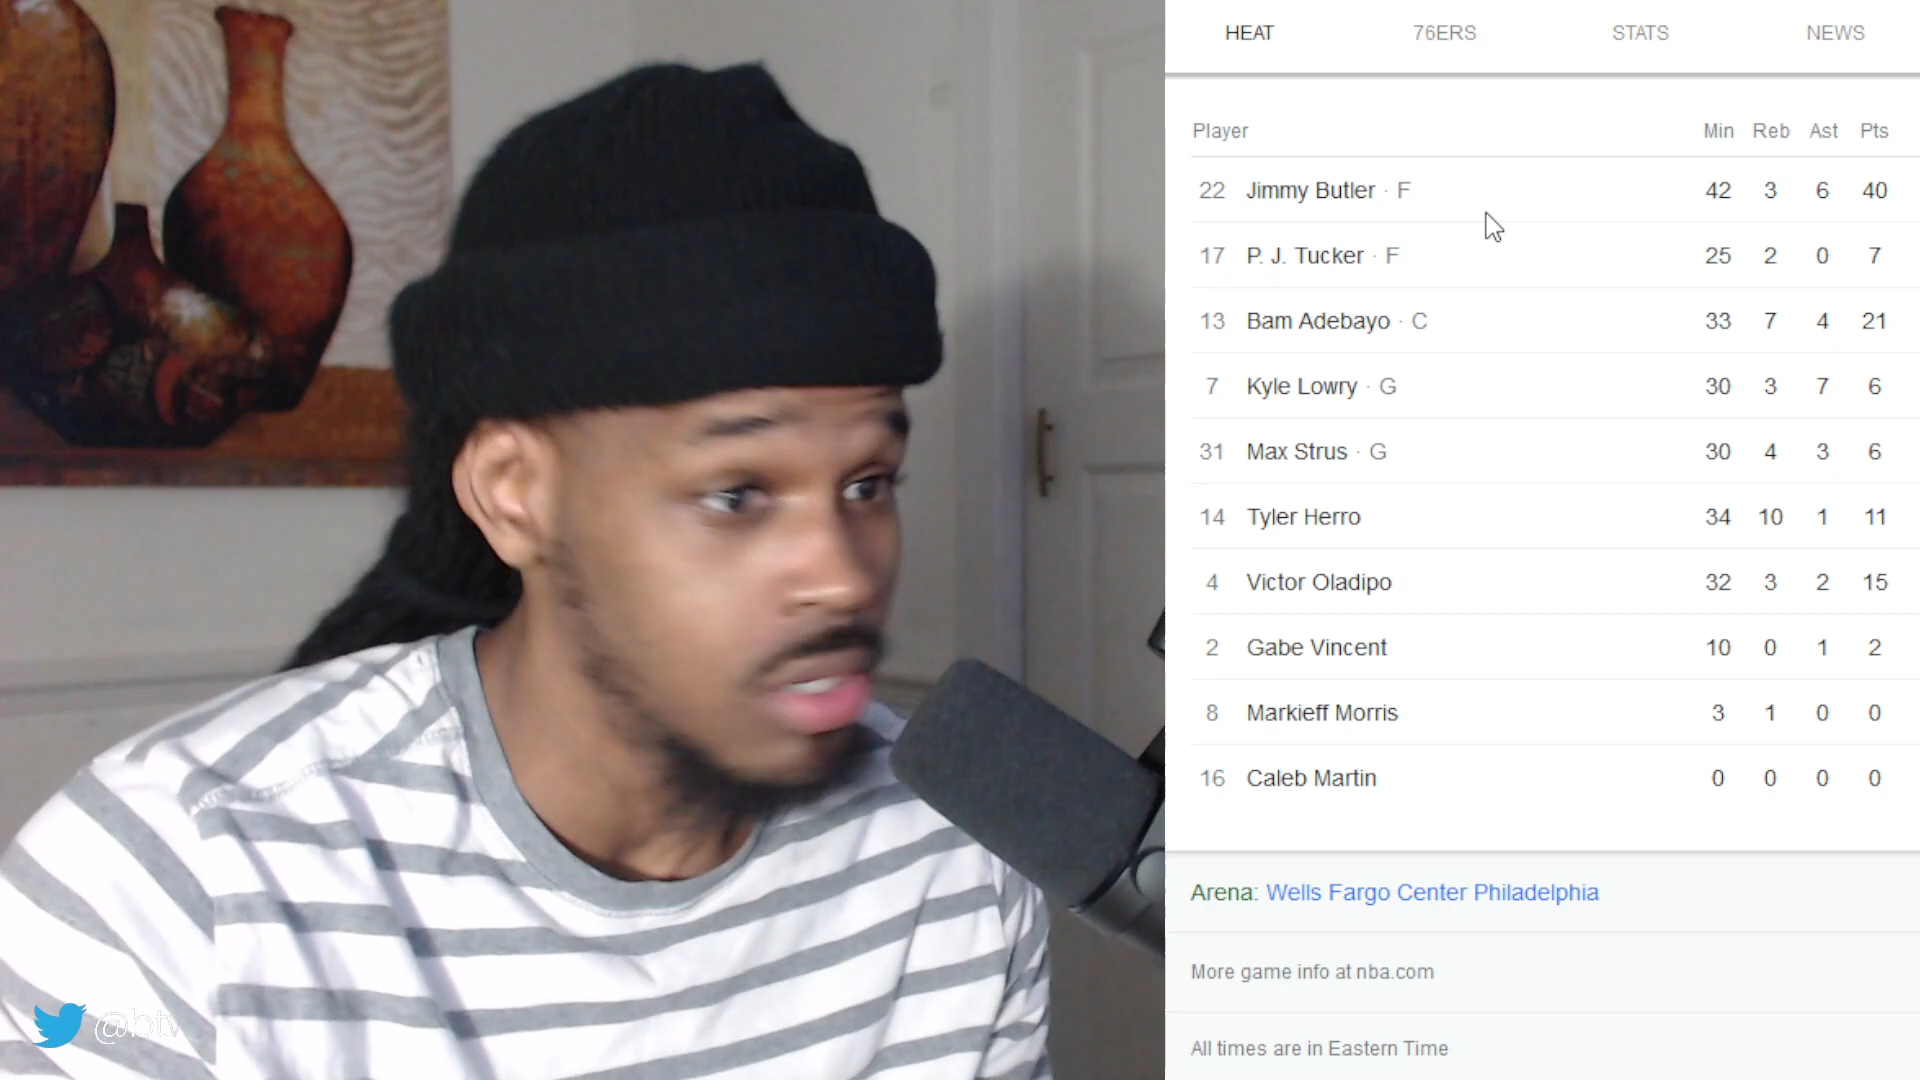 HEAT 76ERS STATS NEWS
Player Min Reb Ast Pts
22 Jimmy Butler · F 42 3 6 40
17 P. J. Tucker · F 25 2 0 7
13 Bam Adebayo · C 33 7 4 21
7 Kyle Lowry · G 30 3 7 6
31 Max Strus · G 30 4 3 6
14 Tyler Herro 34 10 1 11
4 Victor Oladipo 32 3 2 15
2 Gabe Vincent 10 0 1 2
8 Markieff Morris 3 1 0 0
16 Caleb Martin 0 0 0 0
Arena: Wells Fargo Center Philadelphia
More game info at nba.com
All times are in Eastern Time